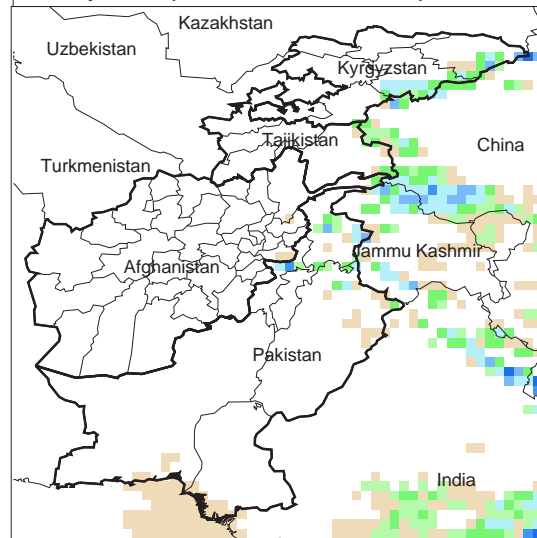 Kazakhstan
Uzbekistan
Kyrgyzstan
Tajikistan
China
Turkmenistan
Jammu Kashmir
Afghanistan
Pakistan
India